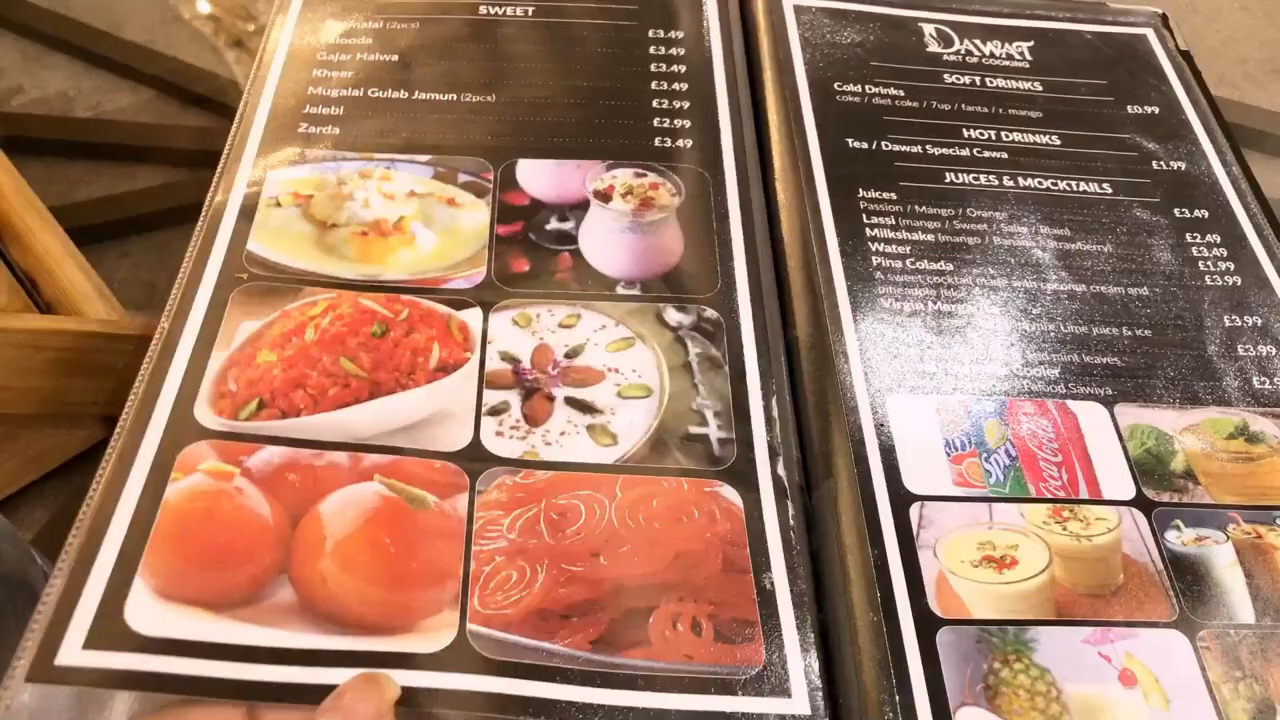 SWEET
(2pcs) £3.49
£3.49
Gajar Halwa £3.49
Kheer £3.49
Mugalai Gulab Jamun (2pcs) £2.99
Jalebi £2.99
Zarda £3.49
DAWAT
ART OF COOKING
SOFT DRINKS
Cold Drinks £0.99
coke / diet coke / 7up / fanta / r. mango
HOT DRINKS
Tea / Dawat Special Cawa £1.99
JUICES & MOCKTAILS
Juices £3.49
Passion / Mango / Orange
Lassi (mango / Sweet / Salty / Plain) £2.49
Milkshake (mango / Banana / Strawberry) £3.49
Water £1.99
Pina Colada £3.99
A sweet cocktail made with coconut cream and
pineapple juice
Virgin £3.99
Lime juice & ice
£3.99
and mint leaves
Cooler
Sawiya
Coca-Cola